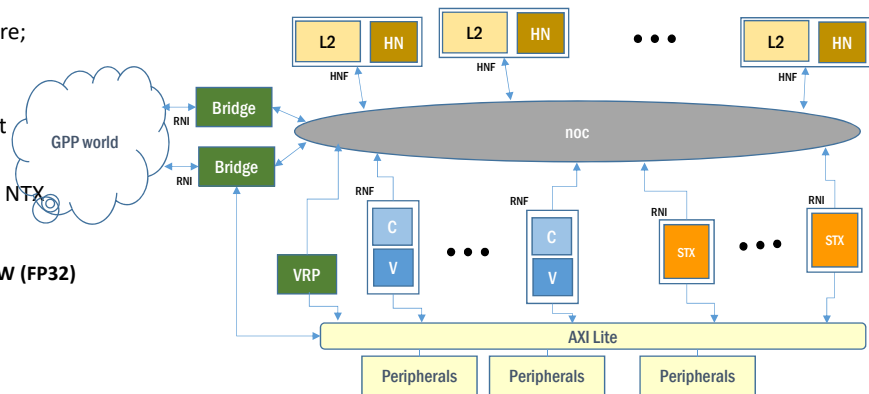 re;
t
NTX
W (FP32)
L2
HN
HNF
L2
HN
HNF
L2
HN
HNF
GPP world
RNI
Bridge
RNI
Bridge
noc
RNF
C
V
RNF
C
V
RNI
STX
RNI
STX
VRP
AXI Lite
Peripherals
Peripherals
Peripherals